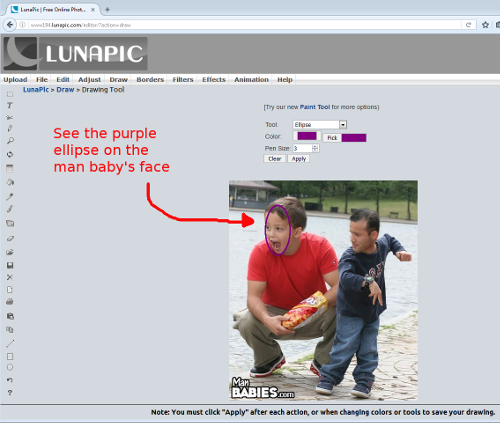 LunaPic | Free Online Phot...
www194.lunapic.com/editor/?action=draw
LUNAPIC
Upload File Edit Adjust Draw Borders Filters Effects Animation Help
LunaPic > Draw > Drawing Tool
[Try our new Paint Tool for more options]
Tool: Ellipse
Color: Pick
Pen Size: 3
Clear Apply
See the purple
ellipse on the
man baby's face
Man
BABIES.com
Note: You must click "Apply" after each action, or when changing colors or tools to save your drawing.